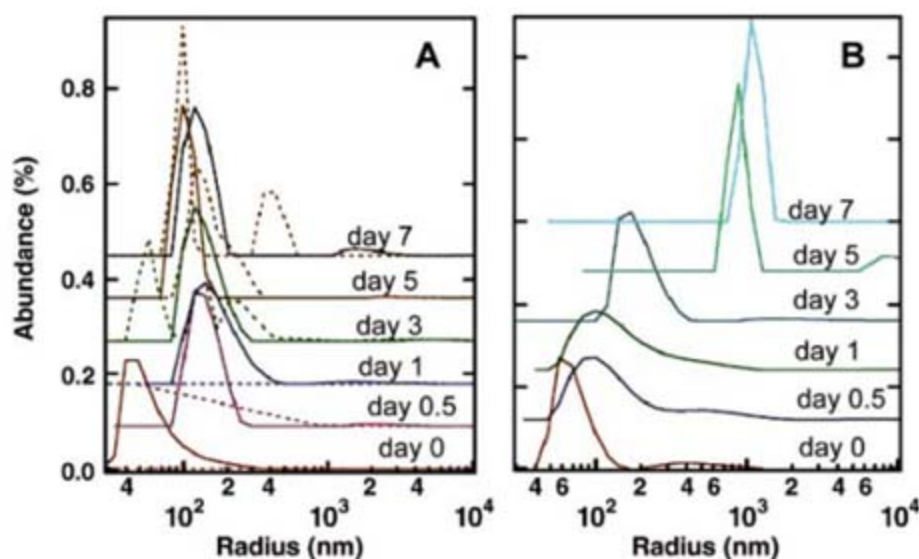 A
B
Abundance (%)
0.8
0.6
0.4
0.2
0.0
day 7
day 5
day 3
day 1
day 0.5
day 0
day 7
day 5
day 3
day 1
day 0.5
day 0
4 2 4 2 4
10² 10³ 10⁴
Radius (nm)
4 6 2 4 6 2 4 6
10² 10³ 10⁴
Radius (nm)